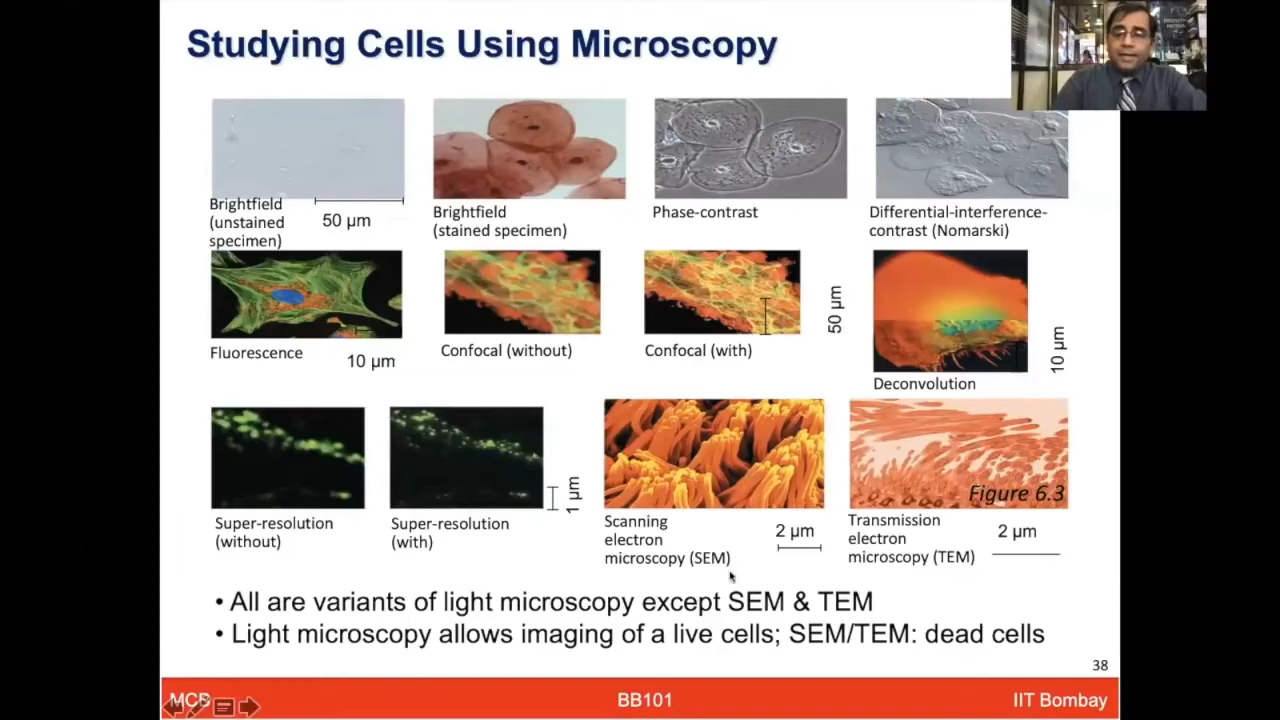 Studying Cells Using Microscopy
Brightfield
(unstained
specimen)
50 µm
Brightfield
(stained specimen)
Phase-contrast
Differential-interference-
contrast (Nomarski)
Fluorescence
10 µm
Confocal (without)
Confocal (with)
50 µm
Deconvolution
10 µm
Super-resolution
(without)
Super-resolution
(with)
1 µm
Scanning
electron
microscopy (SEM)
2 µm
Figure 6.3
Transmission
electron
microscopy (TEM)
2 µm
• All are variants of light microscopy except SEM & TEM
• Light microscopy allows imaging of a live cells; SEM/TEM: dead cells
38
MCB
BB101
IIT Bombay